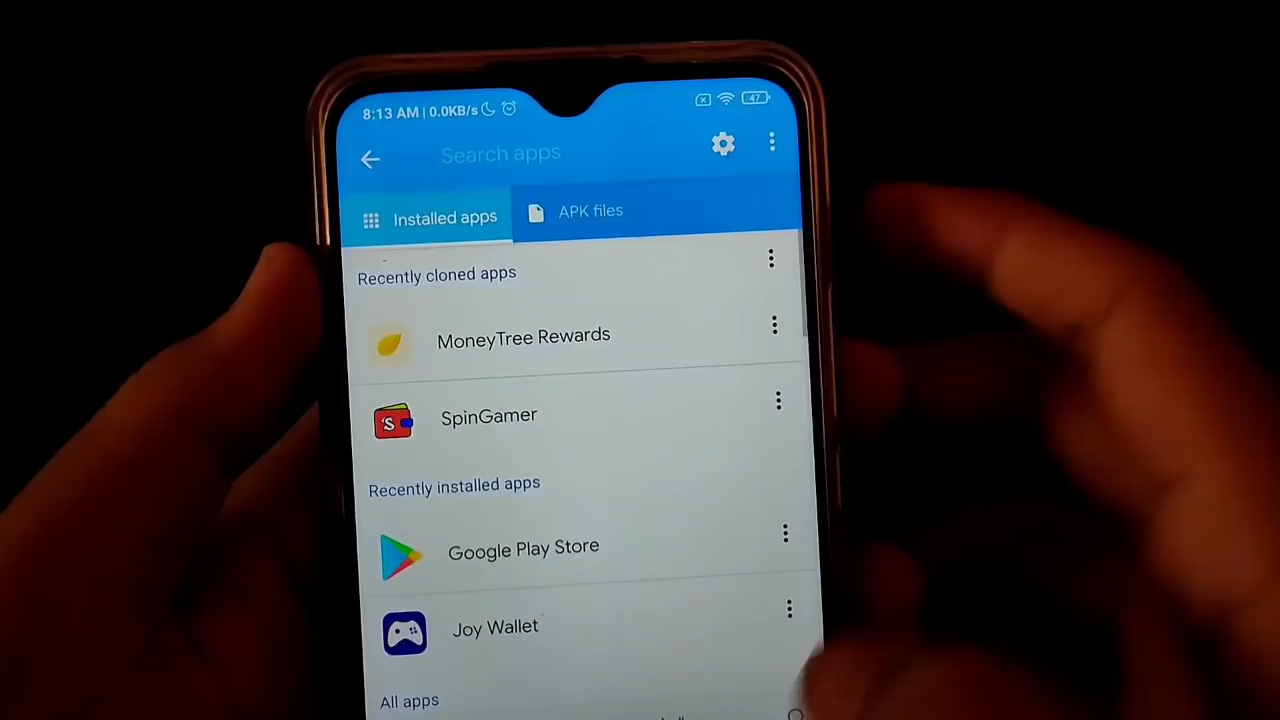 8:13 AM | 0.0KB/s
47
Search apps
Installed apps
APK files
Recently cloned apps
MoneyTree Rewards
S
SpinGamer
Recently installed apps
Google Play Store
Joy Wallet
All apps